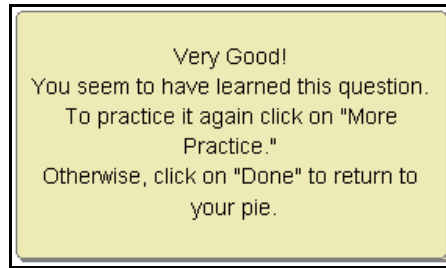 Very Good!
You seem to have learned this question.
To practice it again click on "More
Practice."
Otherwise, click on "Done" to return to
your pie.